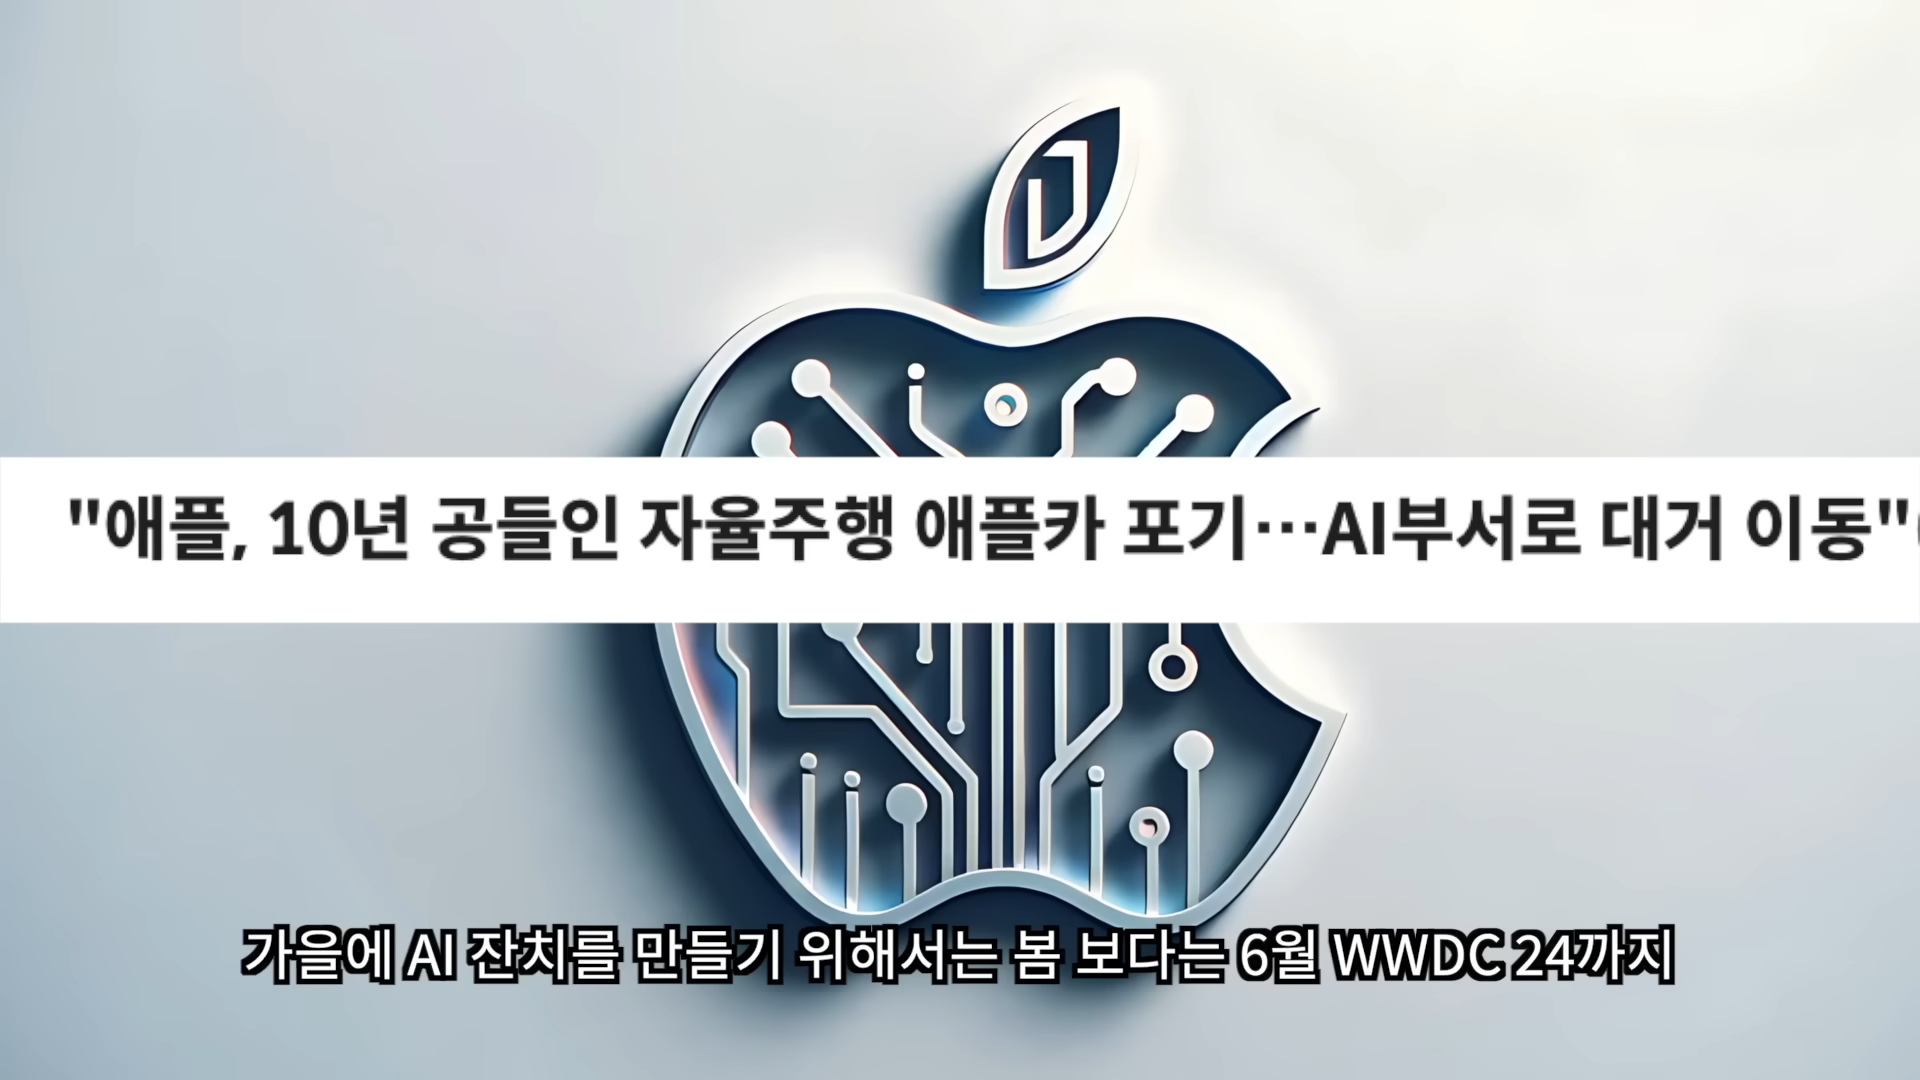 "애플, 10년 공들인 자율주행 애플카 포기…AI부서로 대거 이동"
가을에 AI 잔치를 만들기 위해서는 봄 보다는 6월 WWDC 24까지